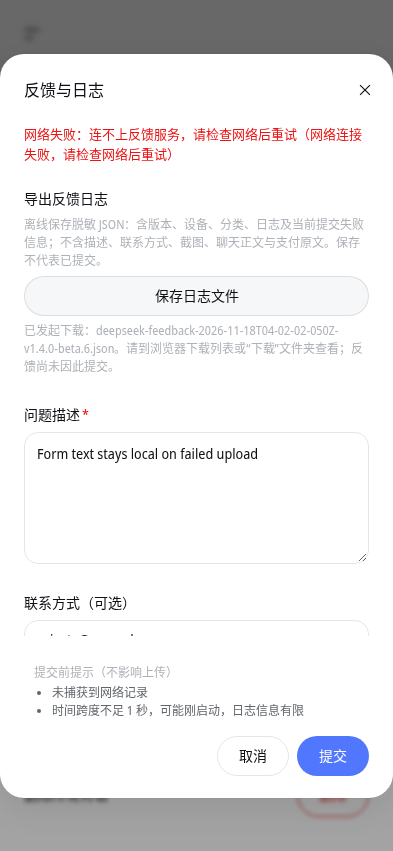 反馈与日志
网络失败：连不上反馈服务，请检查网络后重试（网络连接
失败，请检查网络后重试）
导出反馈日志
离线保存脱敏 JSON：含版本、设备、分类、日志及当前提交失败
信息；不含描述、联系方式、截图、聊天正文与支付原文。保存
不代表已提交。
保存日志文件
已发起下载：deepseek-feedback-2026-11-18T04-02-02-050Z-
v1.4.0-beta.6.json。请到浏览器下载列表或“下载”文件夹查看；反
馈尚未因此提交。
问题描述*
Form text stays local on failed upload
联系方式（可选）
提交前提示（不影响上传）
• 未捕获到网络记录
• 时间跨度不足 1 秒，可能刚启动，日志信息有限
取消
提交